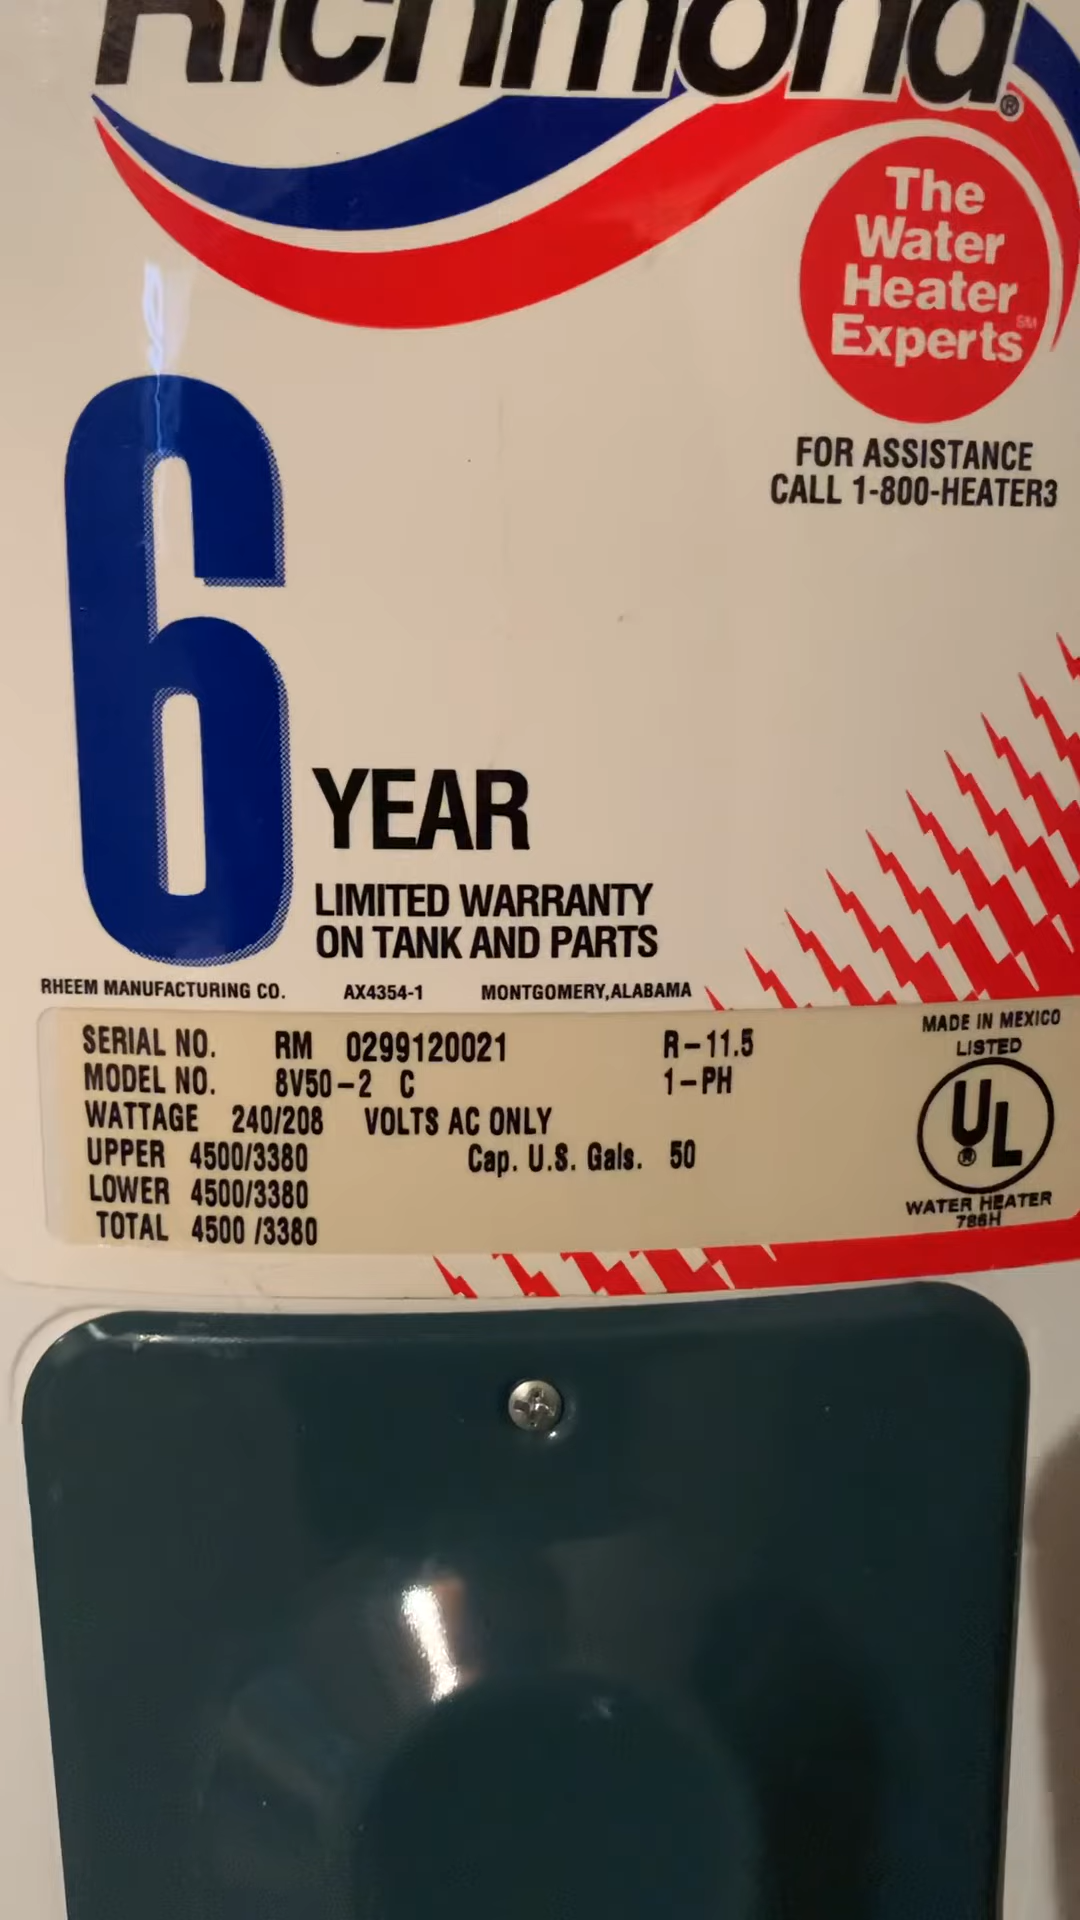 Richmond®
The
Water
Heater
Experts SM
FOR ASSISTANCE
CALL 1-800-HEATER3
6
YEAR
LIMITED WARRANTY
ON TANK AND PARTS
RHEEM MANUFACTURING CO. AX4354-1 MONTGOMERY, ALABAMA
SERIAL NO. RM 0299120021 R-11.5
MODEL NO. 8V50-2 C 1-PH
WATTAGE 240/208 VOLTS AC ONLY
UPPER 4500/3380 Cap. U.S. Gals. 50
LOWER 4500/3380
TOTAL 4500 /3380
MADE IN MEXICO
LISTED
UL®
WATER HEATER
786H